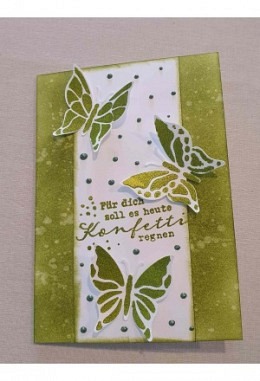 Für dich
soll es heute
Konfetti
regnen